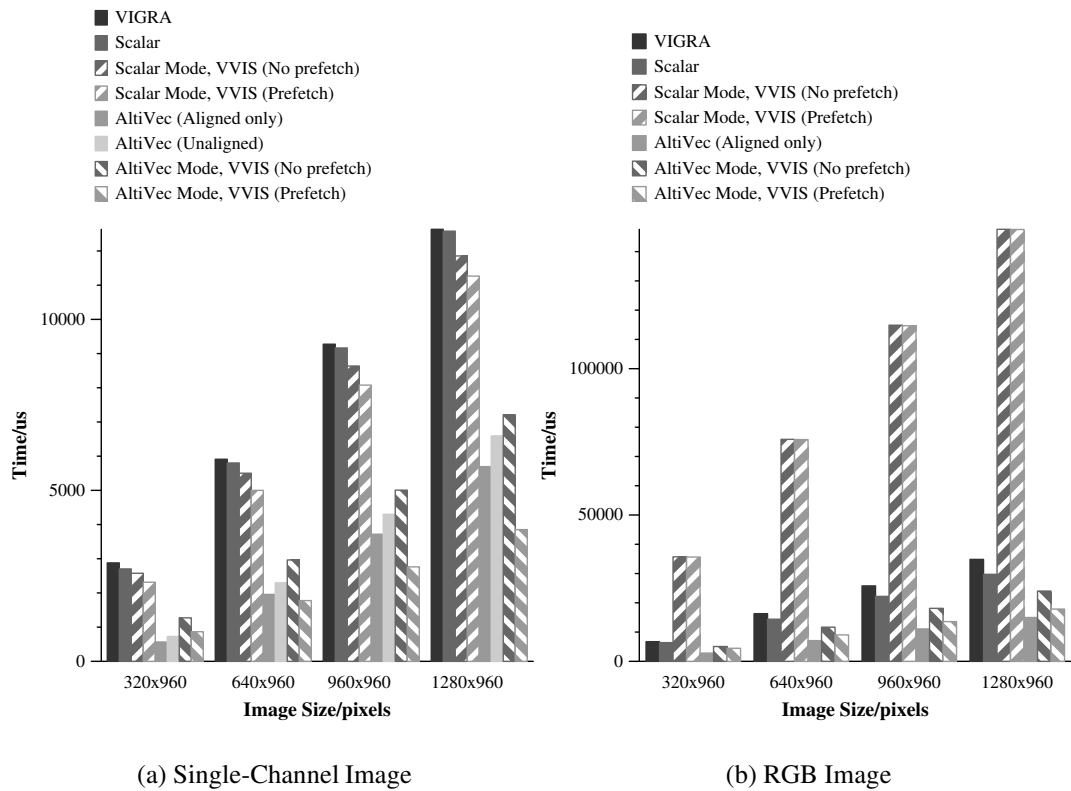 VIGRA
Scalar
Scalar Mode, VVIS (No prefetch)
Scalar Mode, VVIS (Prefetch)
AltiVec (Aligned only)
AltiVec (Unaligned)
AltiVec Mode, VVIS (No prefetch)
AltiVec Mode, VVIS (Prefetch)
10000
5000
0
Time/us
320x960
640x960
960x960
1280x960
Image Size/pixels
(a) Single-Channel Image
VIGRA
Scalar
Scalar Mode, VVIS (No prefetch)
Scalar Mode, VVIS (Prefetch)
AltiVec (Aligned only)
AltiVec Mode, VVIS (No prefetch)
AltiVec Mode, VVIS (Prefetch)
100000
50000
0
Time/us
320x960
640x960
960x960
1280x960
Image Size/pixels
(b) RGB Image